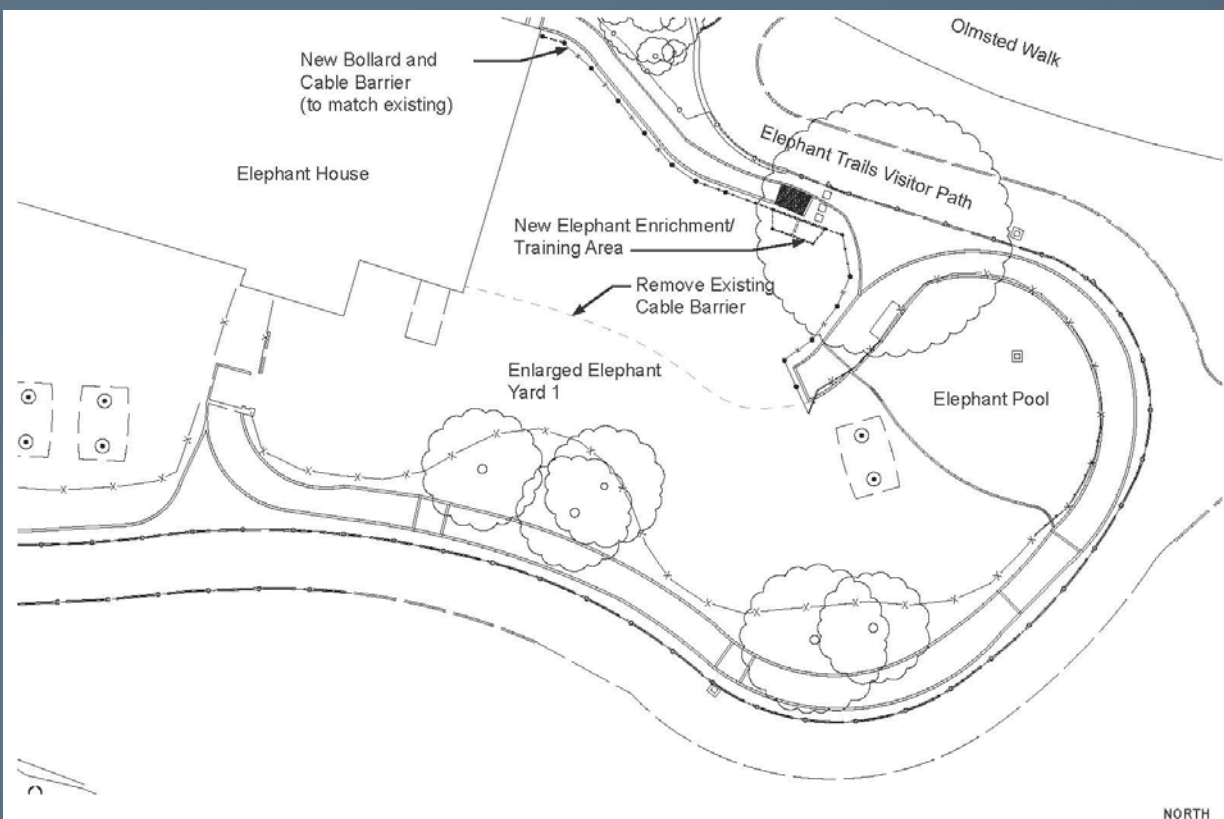 Olmsted Walk
New Bollard and
Cable Barrier
(to match existing)
Elephant Trails Visitor Path
Elephant House
New Elephant Enrichment/
Training Area
Remove Existing
Cable Barrier
Enlarged Elephant
Yard 1
Elephant Pool
NORTH